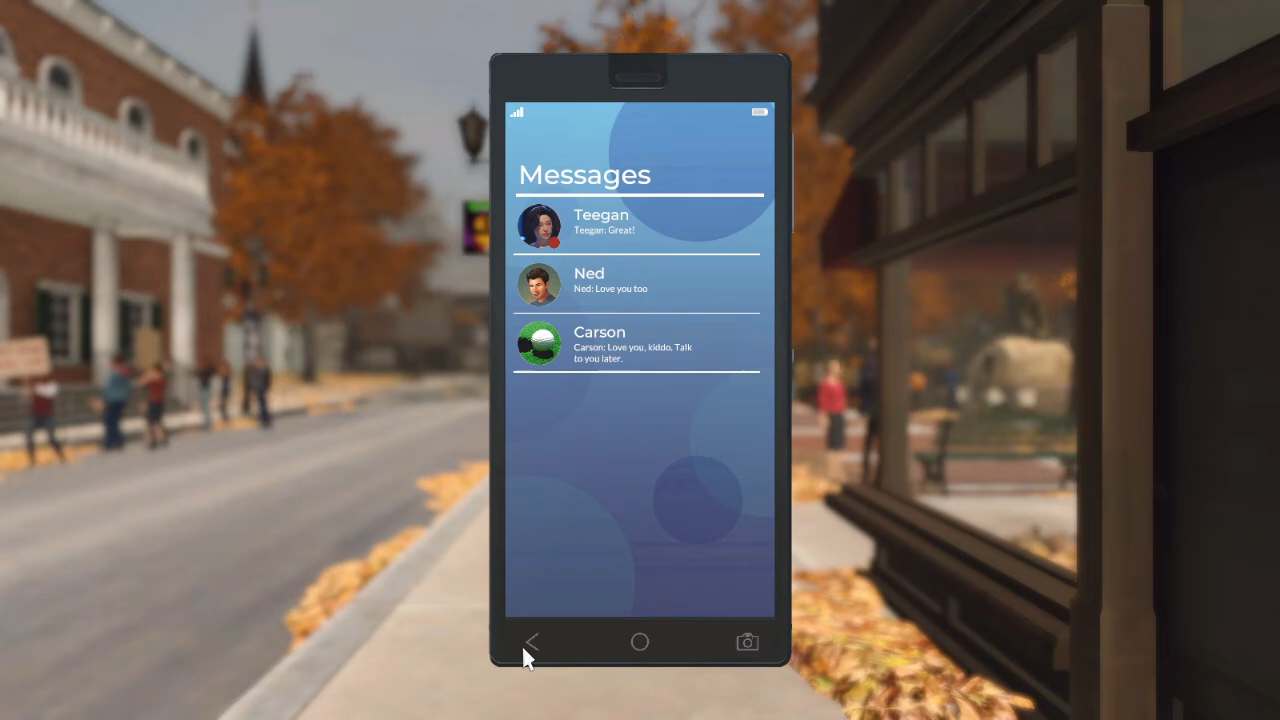 Messages
Teegan
Teegan: Great!
Ned
Ned: Love you too
Carson
Carson: Love you, kiddo. Talk
to you later.